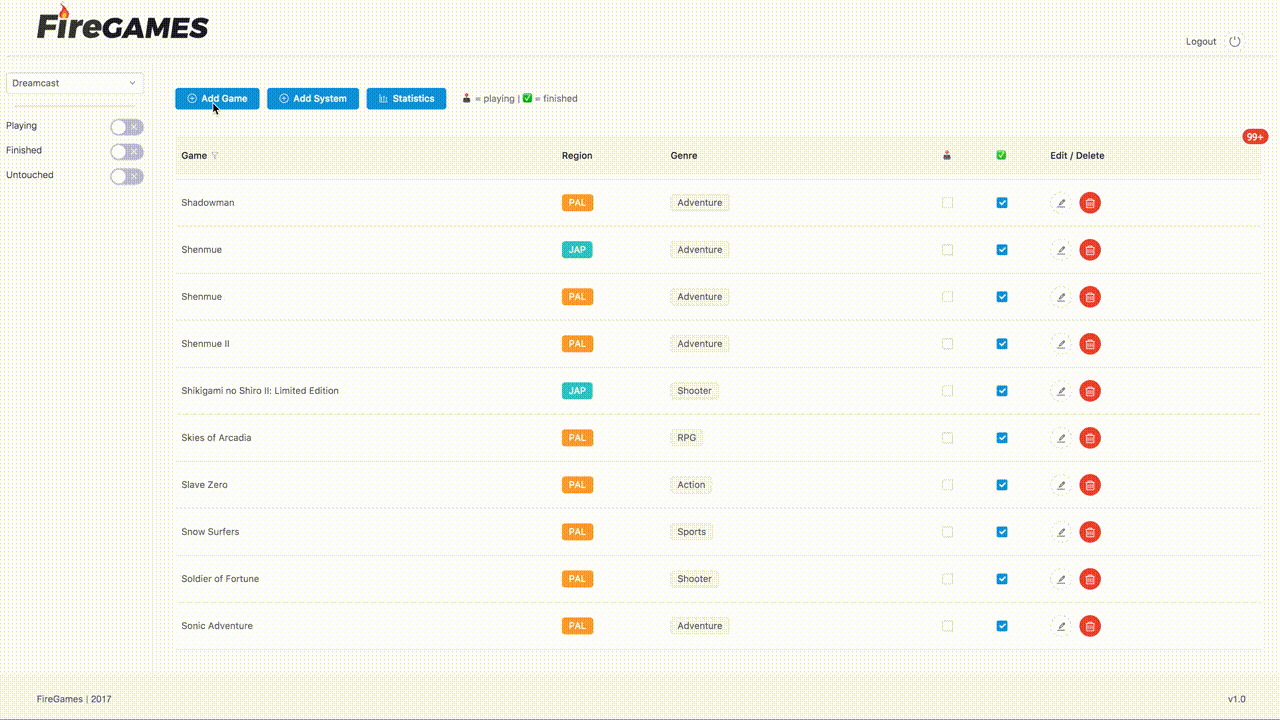 FireGAMES
Logout
Dreamcast
Add Game Add System Statistics 🕹️ = playing | ✅ = finished
Playing
Finished
Untouched
99+
Game Region Genre 🕹️ ✅ Edit / Delete
Shadowman PAL Adventure
Shenmue JAP Adventure
Shenmue PAL Adventure
Shenmue II PAL Adventure
Shikigami no Shiro II: Limited Edition JAP Shooter
Skies of Arcadia PAL RPG
Slave Zero PAL Action
Snow Surfers PAL Sports
Soldier of Fortune PAL Shooter
Sonic Adventure PAL Adventure
FireGames | 2017 v1.0